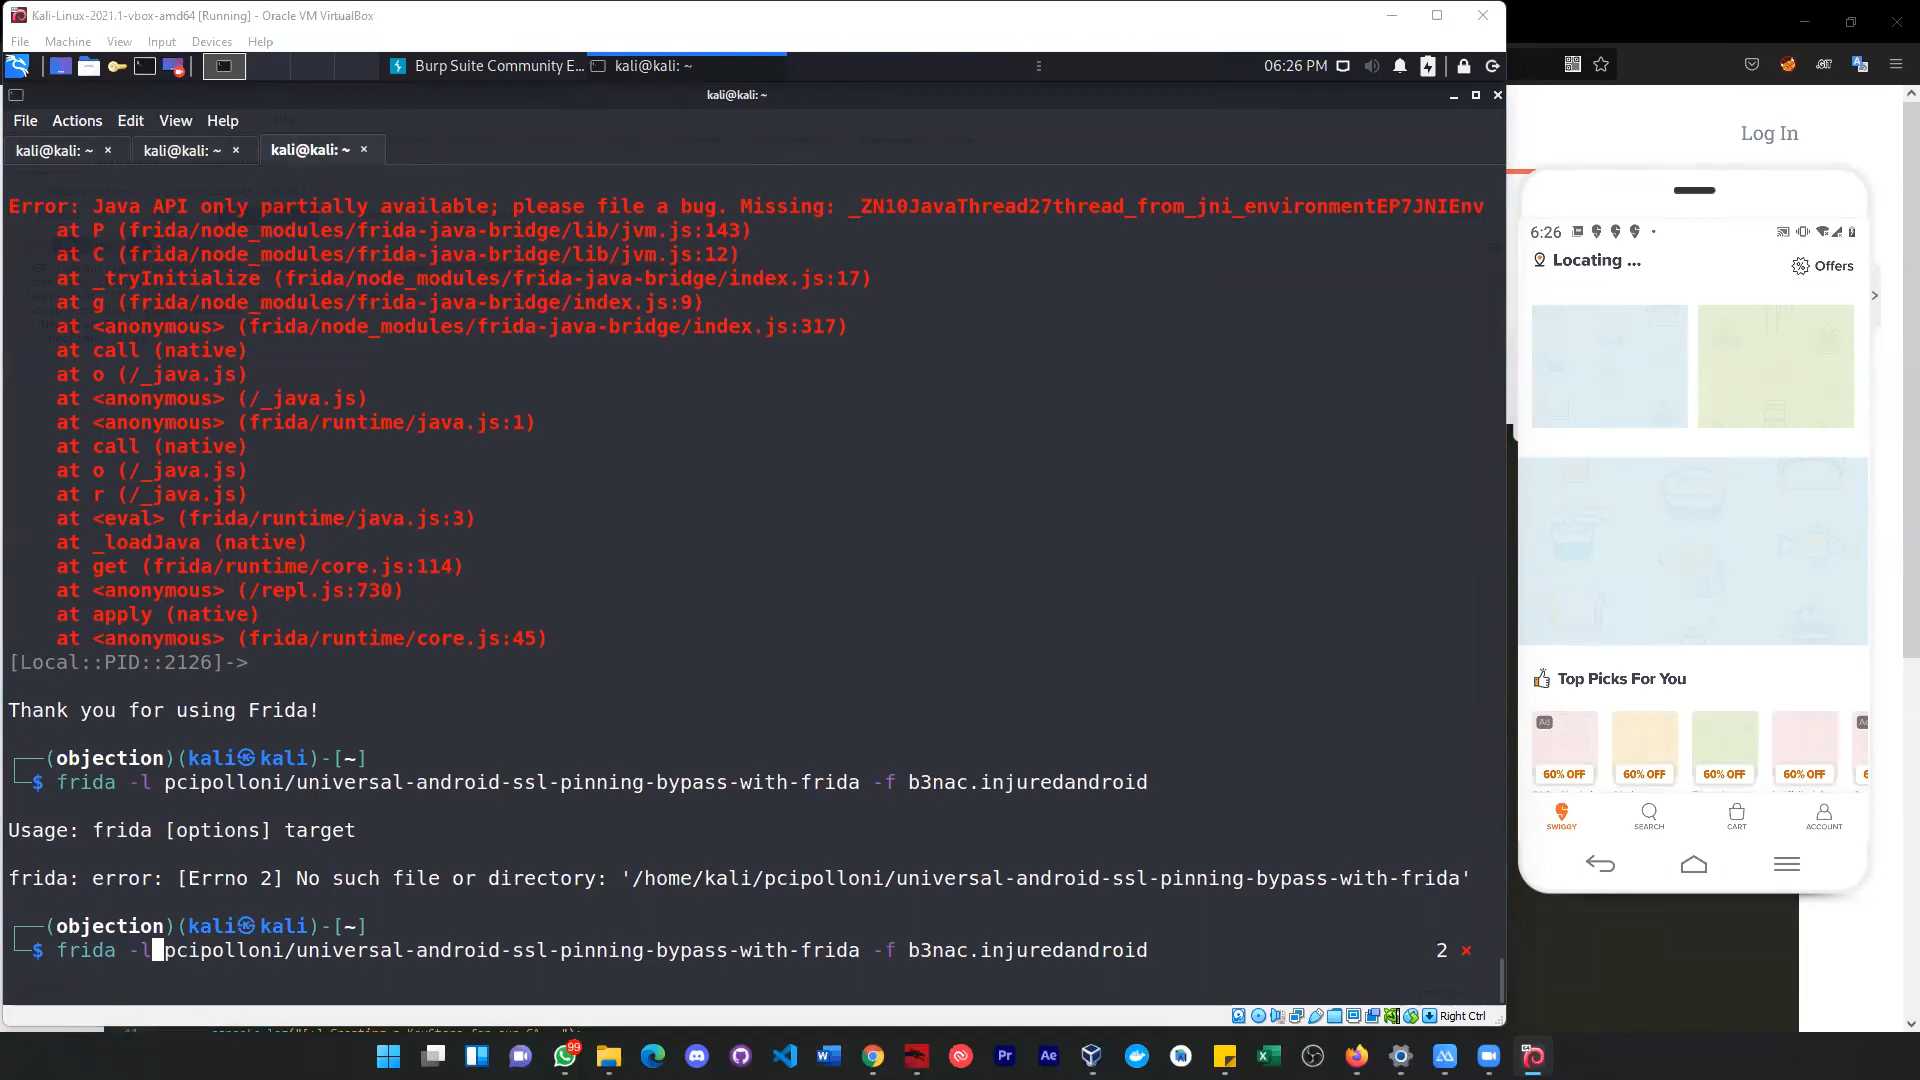 Kali-Linux-2021.1-vbox-amd64 [Running] - Oracle VM VirtualBox
File Machine View Input Devices Help
Burp Suite Community E... kali@kali: ~ 06:26 PM
kali@kali: ~
File Actions Edit View Help
kali@kali: ~ × kali@kali: ~ × kali@kali: ~ ×
Error: Java API only partially available; please file a bug. Missing: _ZN10JavaThread27thread_from_jni_environmentEP7JNIEnv
at P (frida/node_modules/frida-java-bridge/lib/jvm.js:143)
at C (frida/node_modules/frida-java-bridge/lib/jvm.js:12)
at _tryInitialize (frida/node_modules/frida-java-bridge/index.js:17)
at g (frida/node_modules/frida-java-bridge/index.js:9)
at <anonymous> (frida/node_modules/frida-java-bridge/index.js:317)
at call (native)
at o (/_java.js)
at <anonymous> (/_java.js)
at <anonymous> (frida/runtime/java.js:1)
at call (native)
at o (/_java.js)
at r (/_java.js)
at <eval> (frida/runtime/java.js:3)
at _loadJava (native)
at get (frida/runtime/core.js:114)
at <anonymous> (/repl.js:730)
at apply (native)
at <anonymous> (frida/runtime/core.js:45)
[Local::PID::2126]->
Thank you for using Frida!
(objection)(kali㉿kali)-[~]
$ frida -l pcipolloni/universal-android-ssl-pinning-bypass-with-frida -f b3nac.injuredandroid
Usage: frida [options] target
frida: error: [Errno 2] No such file or directory: '/home/kali/pcipolloni/universal-android-ssl-pinning-bypass-with-frida'
(objection)(kali㉿kali)-[~]
$ frida -l pcipolloni/universal-android-ssl-pinning-bypass-with-frida -f b3nac.injuredandroid 2 ×
Right Ctrl
Log In
6:26
Locating ...
Offers
Top Picks For You
Ad
60% OFF 60% OFF 60% OFF 60% OFF
SWIGGY SEARCH CART ACCOUNT
99
Pr Ae